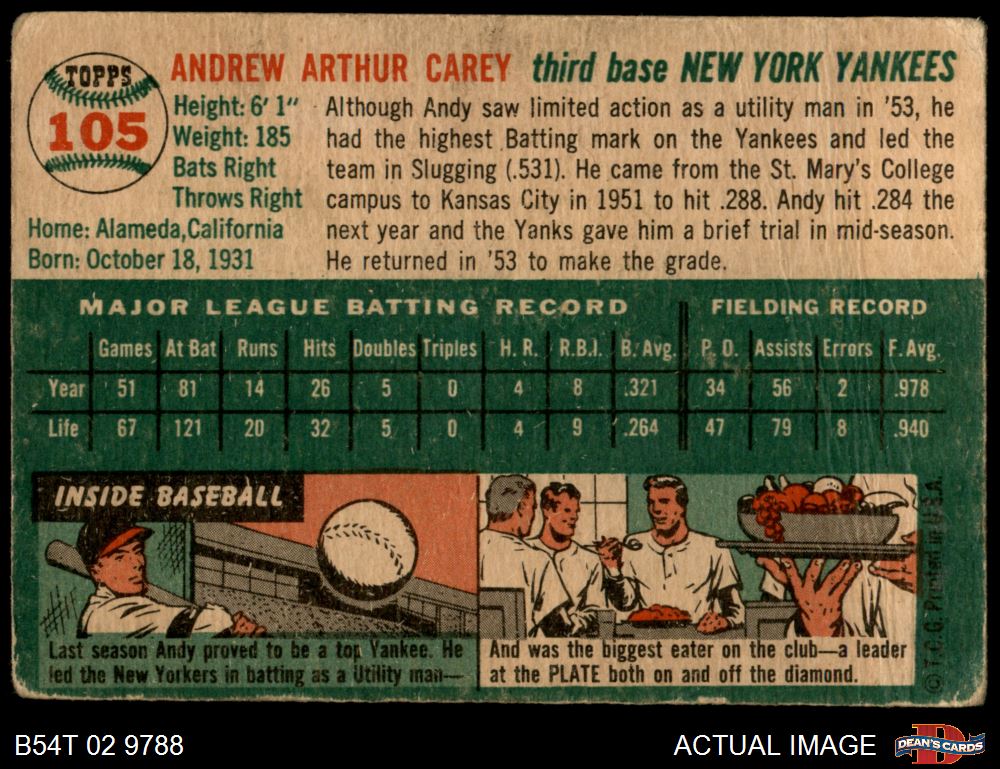 TOPPS
105
ANDREW ARTHUR CAREY third base NEW YORK YANKEES
Height: 6' 1"
Weight: 185
Bats Right
Throws Right
Home: Alameda, California
Born: October 18, 1931
Although Andy saw limited action as a utility man in '53, he
had the highest Batting mark on the Yankees and led the
team in Slugging (.531). He came from the St. Mary's College
campus to Kansas City in 1951 to hit .288. Andy hit .284 the
next year and the Yanks gave him a brief trial in mid-season.
He returned in '53 to make the grade.
MAJOR LEAGUE BATTING RECORD FIELDING RECORD
Games At Bat Runs Hits Doubles Triples H. R. R.B.I. B. Avg. P. O. Assists Errors F. Avg.
Year 51 81 14 26 5 0 4 8 .321 34 56 2 .978
Life 67 121 20 32 5 0 4 9 .264 47 79 8 .940
INSIDE BASEBALL
Last season Andy proved to be a top Yankee. He
led the New Yorkers in batting as a Utility man—
And was the biggest eater on the club—a leader
at the PLATE both on and off the diamond.
© T.C.G. Printed in U.S.A.
B54T 02 9788
ACTUAL IMAGE
DEAN'S CARDS